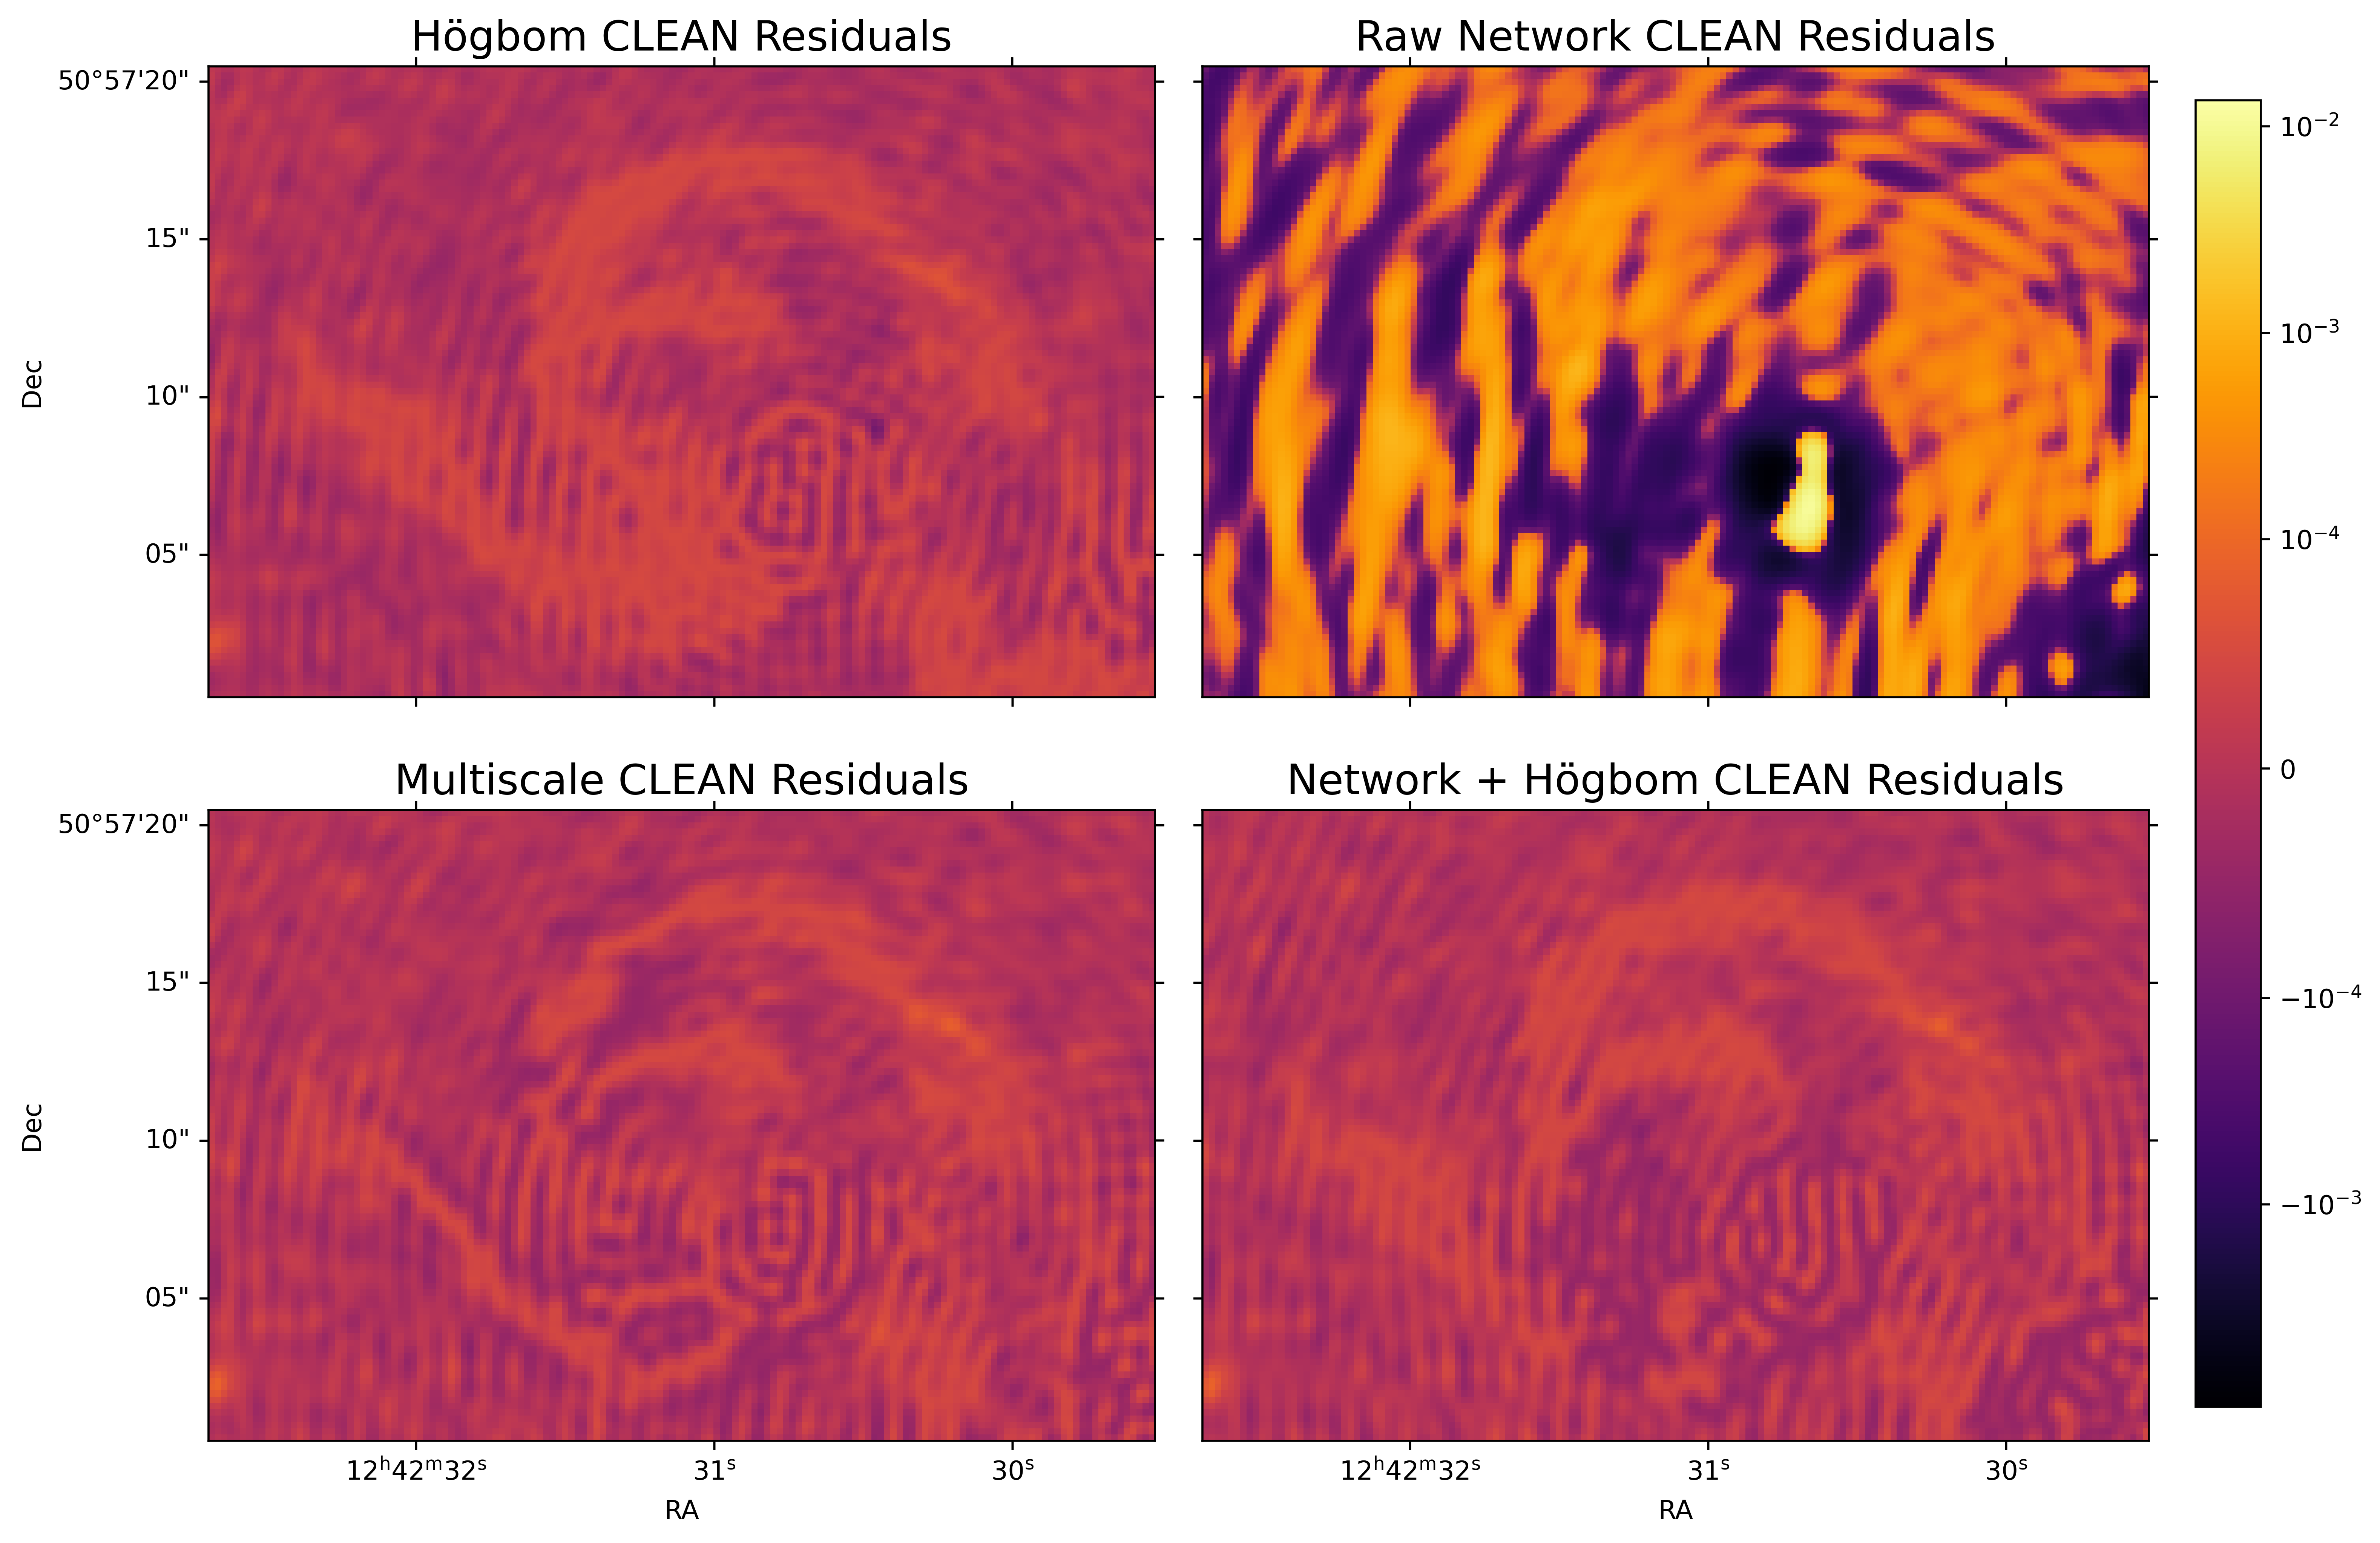 Högbom CLEAN Residuals
Raw Network CLEAN Residuals
50°57'20"
15"
10"
05"
Dec
Multiscale CLEAN Residuals
Network + Högbom CLEAN Residuals
50°57'20"
15"
10"
05"
Dec
12ʰ42ᵐ32ˢ
31ˢ
30ˢ
RA
12ʰ42ᵐ32ˢ
31ˢ
30ˢ
RA
10⁻²
10⁻³
10⁻⁴
0
−10⁻⁴
−10⁻³